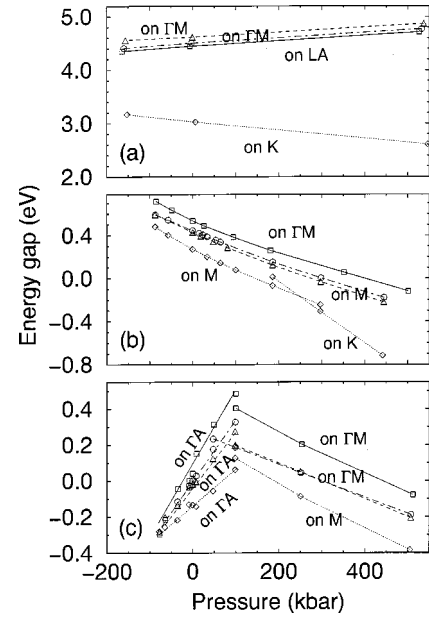 5.0
on ΓM
on ΓM
4.0
on LA
3.0
on K
(a)
2.0
Energy gap (eV)
0.4
on ΓM
0.0
on M
-0.4
(b)
on K
-0.8
0.4
on ΓA
on ΓM
0.2
on ΓA
on ΓM
0.0
on ΓA
-0.2
on M
(c)
-0.4
-200
0
200
400
Pressure (kbar)